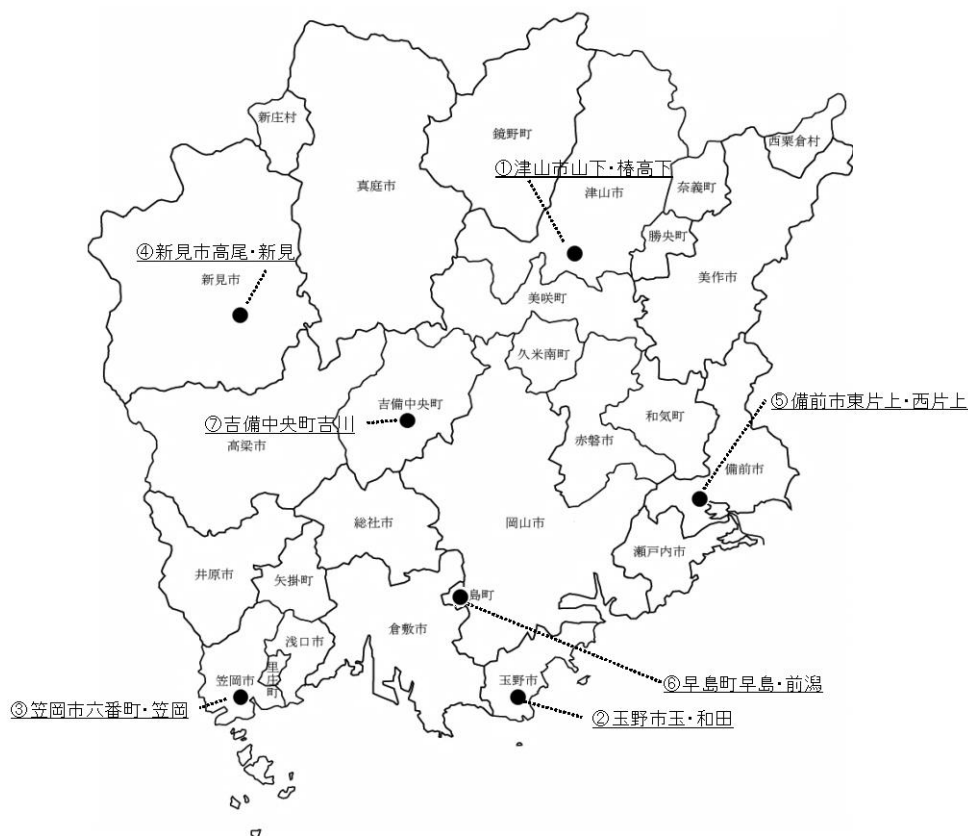 新庄村
鏡野町
西粟倉村
①津山市山下・椿高下
真庭市
津山市
奈義町
勝央町
④新見市高尾・新見
新見市
美作市
美咲町
久米南町
吉備中央町
⑤備前市東片上・西片上
和気町
⑦吉備中央町吉川
高梁市
赤磐市
備前市
総社市
岡山市
瀬戸内市
井原市
矢掛町
島町
倉敷市
浅口市
里庄町
笠岡市
玉野市
⑥早島町早島・前潟
③笠岡市六番町・笠岡
②玉野市玉・和田